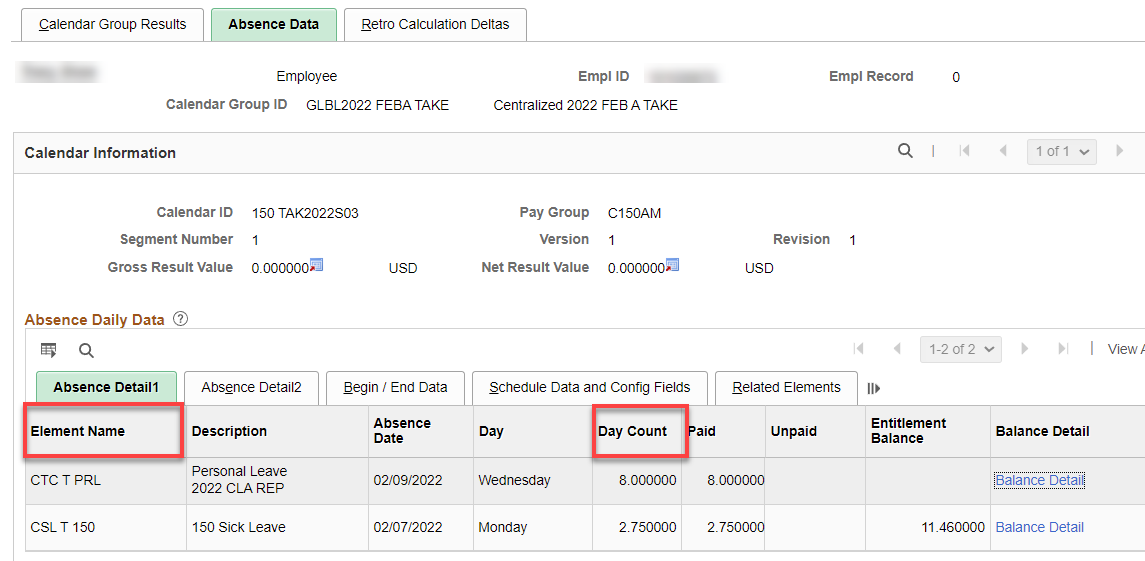 Calendar Group Results Absence Data Retro Calculation Deltas
Employee Empl ID Empl Record 0
Calendar Group ID GLBL2022 FEBA TAKE Centralized 2022 FEB A TAKE
Calendar Information 1 of 1
Calendar ID 150 TAK2022S03 Pay Group C150AM
Segment Number 1 Version 1 Revision 1
Gross Result Value 0.000000 USD Net Result Value 0.000000 USD
Absence Daily Data ?
1-2 of 2 | View A
Absence Detail1 Absence Detail2 Begin / End Data Schedule Data and Config Fields Related Elements
Element Name Description Absence Date Day Day Count Paid Unpaid Entitlement Balance Balance Detail
CTC T PRL Personal Leave 2022 CLA REP 02/09/2022 Wednesday 8.000000 8.000000 Balance Detail
CSL T 150 150 Sick Leave 02/07/2022 Monday 2.750000 2.750000 11.460000 Balance Detail